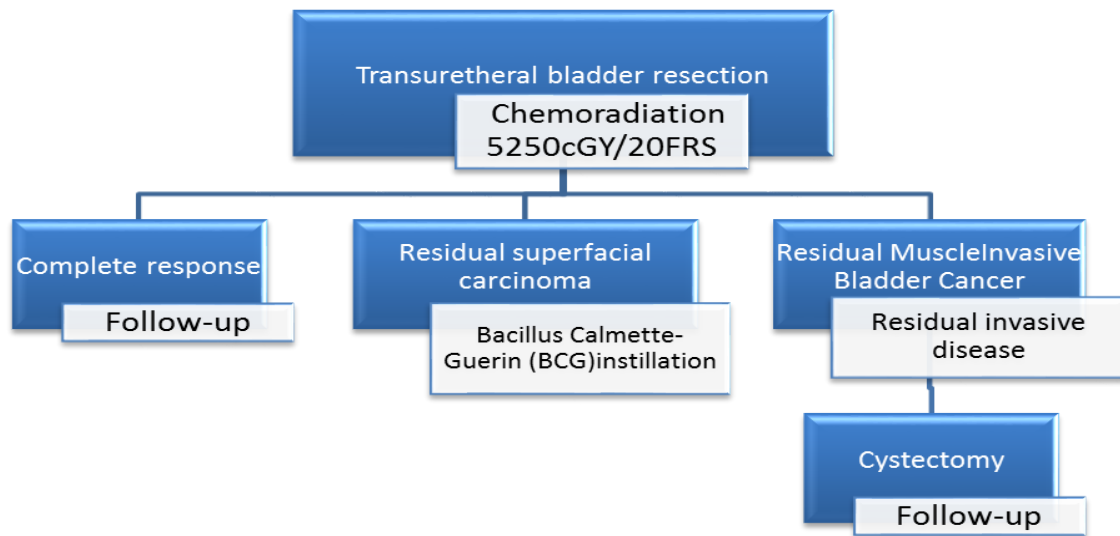 Transuretheral bladder resection
Chemoradiation
5250cGY/20FRS
Complete response
Follow-up
Residual superfacial
carcinoma
Bacillus Calmette-
Guerin (BCG)instillation
Residual MuscleInvasive
Bladder Cancer
Residual invasive
disease
Cystectomy
Follow-up